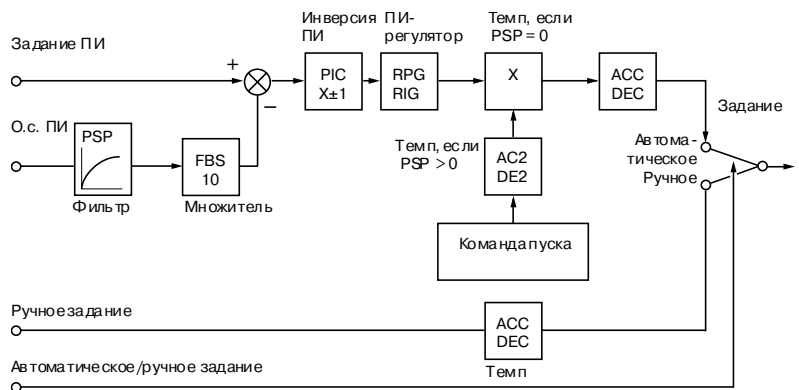 Задание ПИ
+
−
О.с. ПИ
PSP
Фильтр
FBS
10
Множитель
Инверсия
ПИ
PIC
X±1
ПИ-
регулятор
RPG
RIG
Темп, если
PSP = 0
X
ACC
DEC
Темп, если
PSP > 0
AC2
DE2
Команда пуска
Задание
Автома-
тическое
Ручное
Ручное задание
ACC
DEC
Темп
Автоматическое/ручное задание